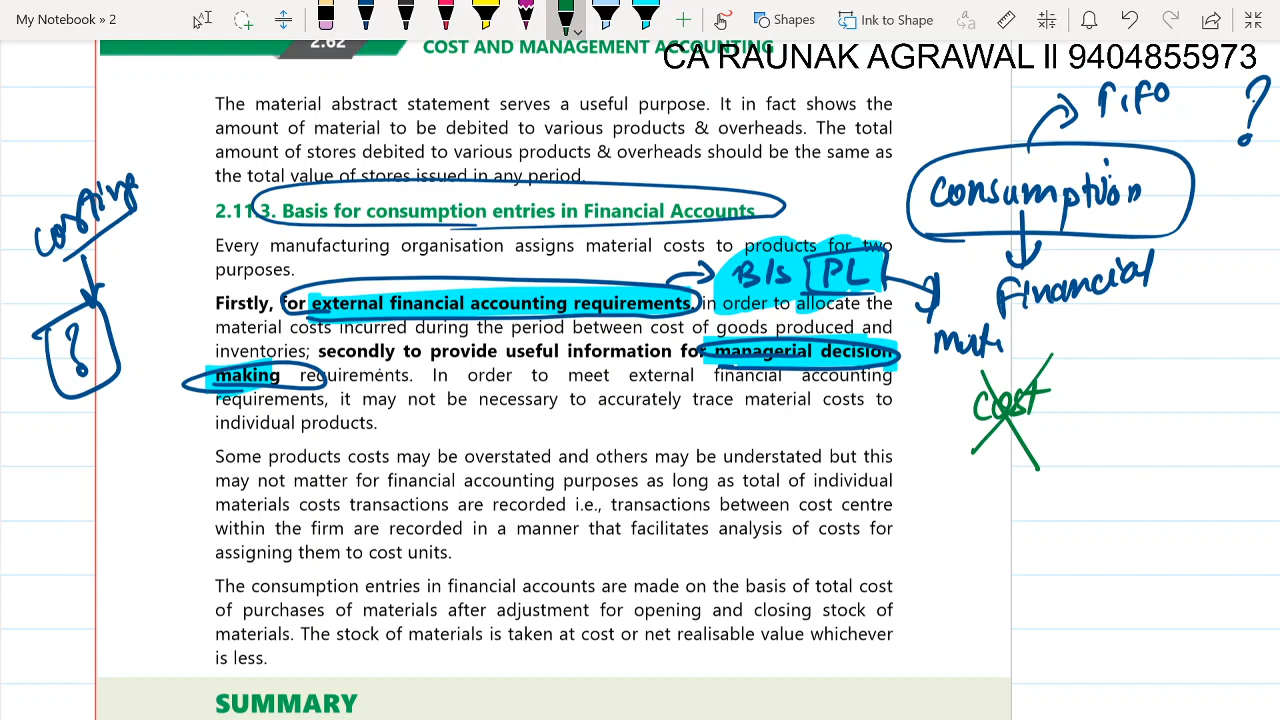 My Notebook » 2
Shapes
Ink to Shape
2.62
COST AND MANAGEMENT ACCOUNTING
CA RAUNAK AGRAWAL II 9404855973
The material abstract statement serves a useful purpose. It in fact shows the
amount of material to be debited to various products & overheads. The total
amount of stores debited to various products & overheads should be the same as
the total value of stores issued in any period.
FIFO
?
consumption
Financial
costing
?
2.11.3. Basis for consumption entries in Financial Accounts
Every manufacturing organisation assigns material costs to products for two
purposes.
B/s PL
Firstly, for external financial accounting requirements, in order to allocate the
material costs incurred during the period between cost of goods produced and
inventories; secondly to provide useful information for managerial decision
making requirements. In order to meet external financial accounting
requirements, it may not be necessary to accurately trace material costs to
individual products.
cost
Some products costs may be overstated and others may be understated but this
may not matter for financial accounting purposes as long as total of individual
materials costs transactions are recorded i.e., transactions between cost centre
within the firm are recorded in a manner that facilitates analysis of costs for
assigning them to cost units.
The consumption entries in financial accounts are made on the basis of total cost
of purchases of materials after adjustment for opening and closing stock of
materials. The stock of materials is taken at cost or net realisable value whichever
is less.
SUMMARY